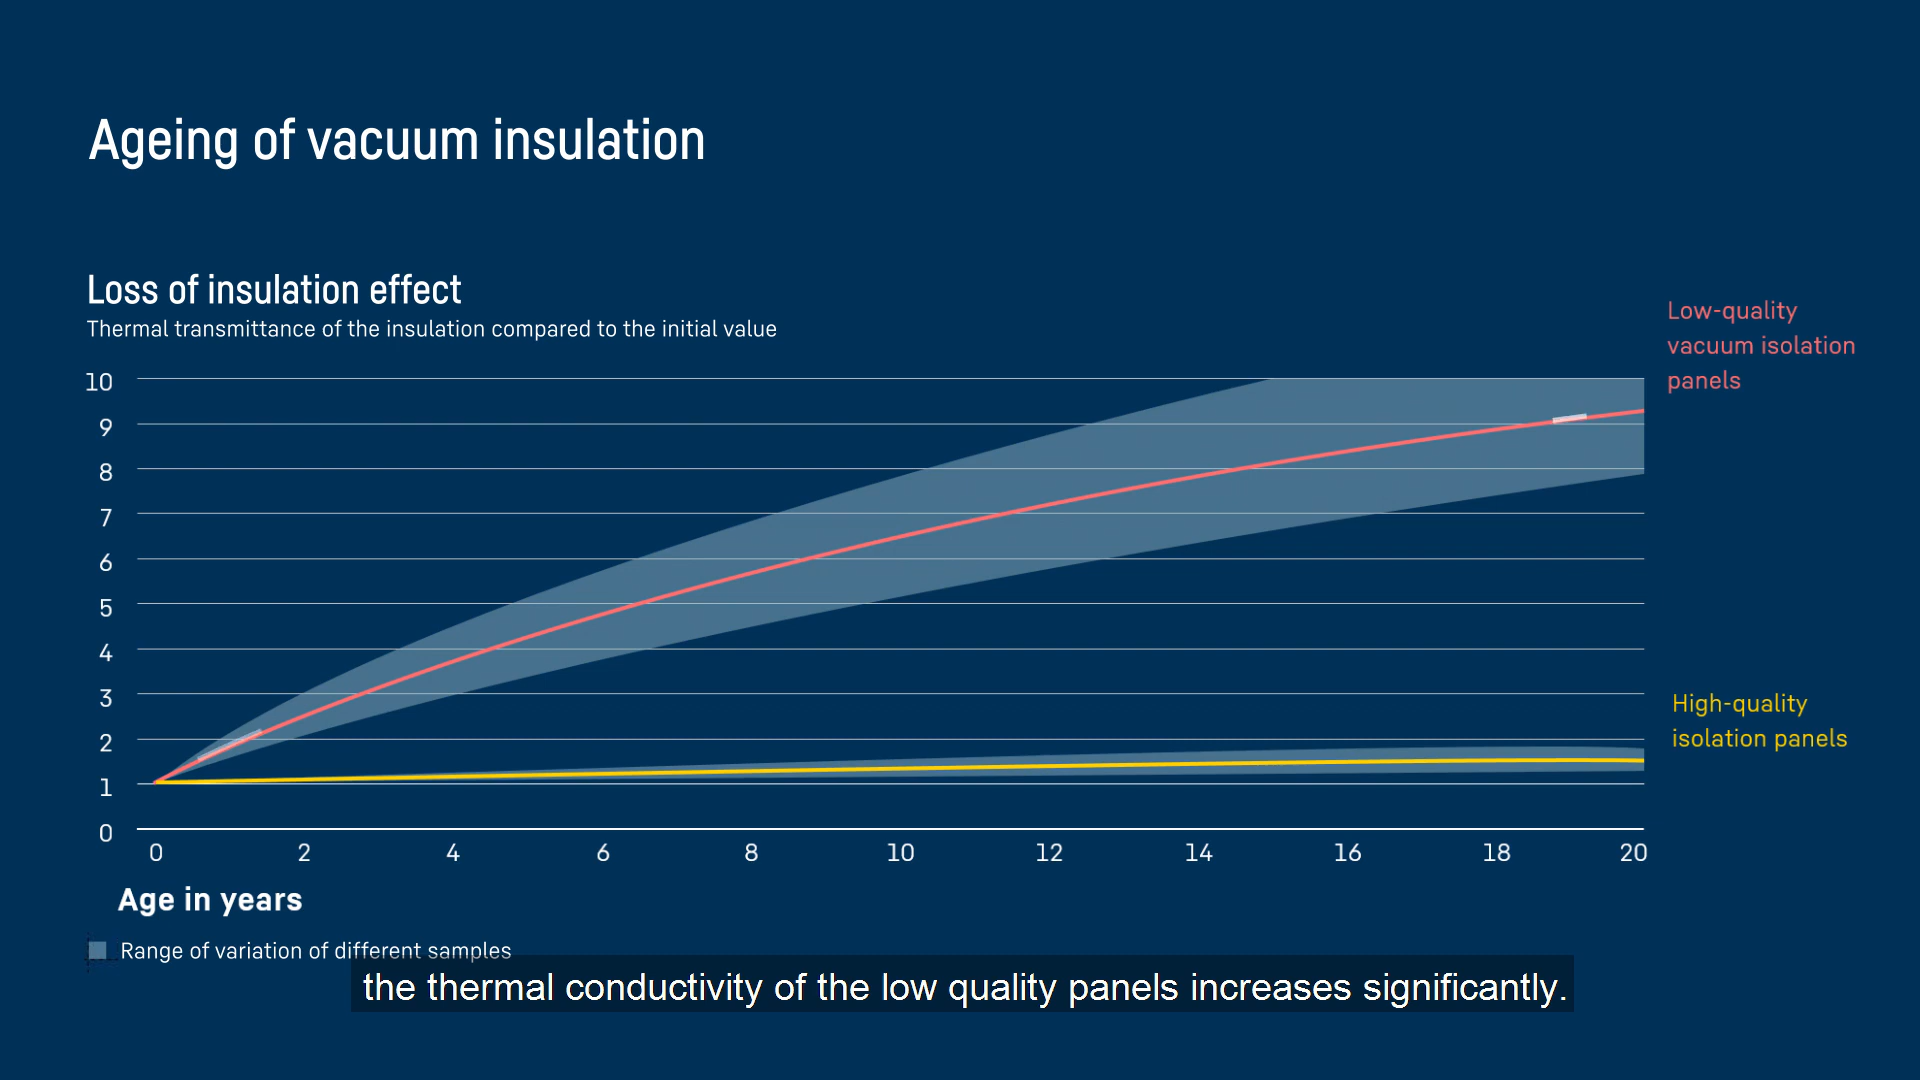 Ageing of vacuum insulation
Loss of insulation effect
Thermal transmittance of the insulation compared to the initial value
Low-quality
vacuum isolation
panels
10
9
8
7
6
5
4
3
2
1
0
High-quality
isolation panels
0 2 4 6 8 10 12 14 16 18 20
Age in years
Range of variation of different samples
the thermal conductivity of the low quality panels increases significantly.